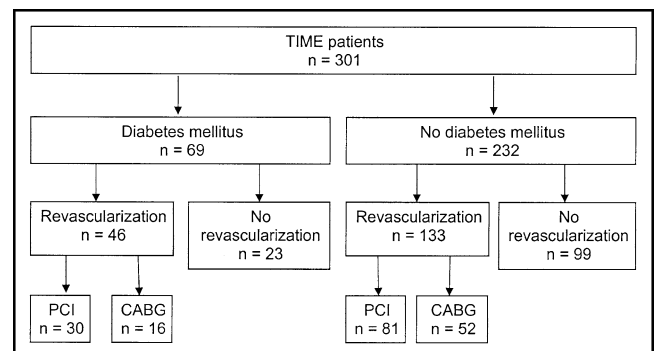 TIME patients
n = 301
Diabetes mellitus
n = 69
No diabetes mellitus
n = 232
Revascularization
n = 46
No
revascularization
n = 23
Revascularization
n = 133
No
revascularization
n = 99
PCI
n = 30
CABG
n = 16
PCI
n = 81
CABG
n = 52